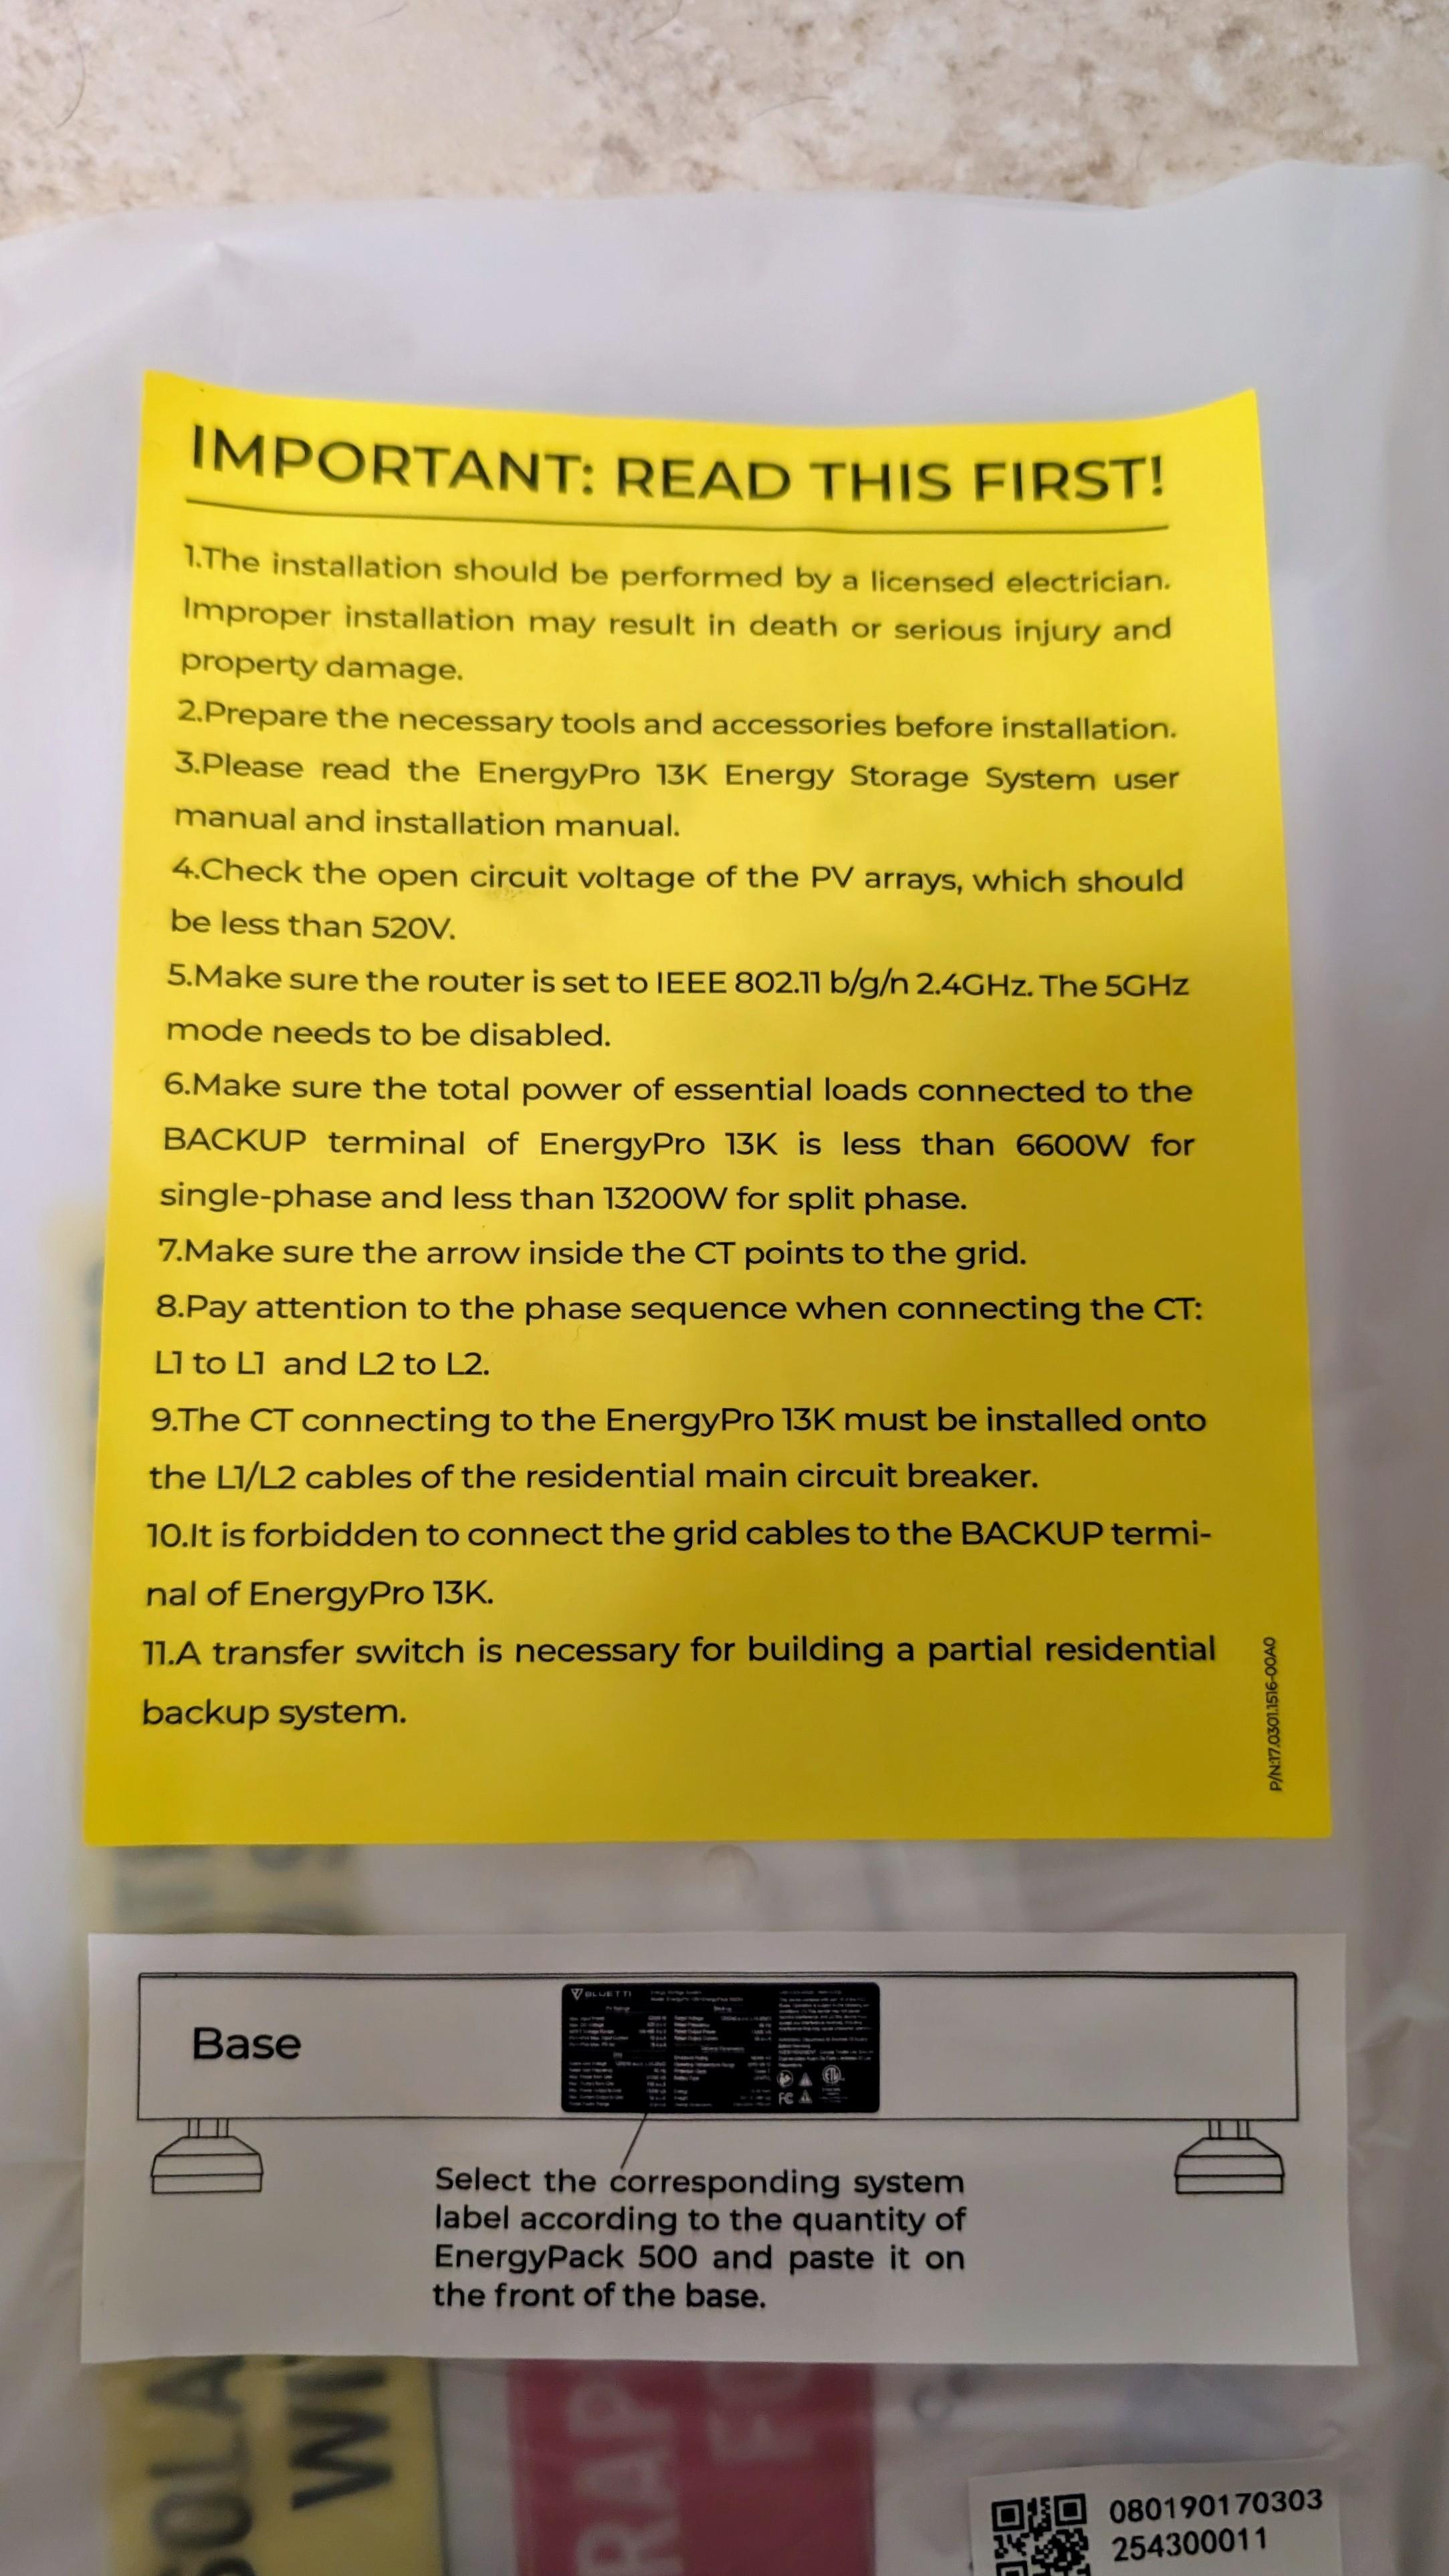 IMPORTANT: READ THIS FIRST!
1.The installation should be performed by a licensed electrician.
Improper installation may result in death or serious injury and
property damage.
2.Prepare the necessary tools and accessories before installation.
3.Please read the EnergyPro 13K Energy Storage System user
manual and installation manual.
4.Check the open circuit voltage of the PV arrays, which should
be less than 520V.
5.Make sure the router is set to IEEE 802.11 b/g/n 2.4GHz. The 5GHz
mode needs to be disabled.
6.Make sure the total power of essential loads connected to the
BACKUP terminal of EnergyPro 13K is less than 6600W for
single-phase and less than 13200W for split phase.
7.Make sure the arrow inside the CT points to the grid.
8.Pay attention to the phase sequence when connecting the CT:
L1 to L1 and L2 to L2.
9.The CT connecting to the EnergyPro 13K must be installed onto
the L1/L2 cables of the residential main circuit breaker.
10.It is forbidden to connect the grid cables to the BACKUP termi-
nal of EnergyPro 13K.
11.A transfer switch is necessary for building a partial residential
backup system.
P/N:17.0301.1516-00A0
Base
BLUETTI
FC
Select the corresponding system
label according to the quantity of
EnergyPack 500 and paste it on
the front of the base.
SOLA
WI
RAP
FO
080190170303
254300011